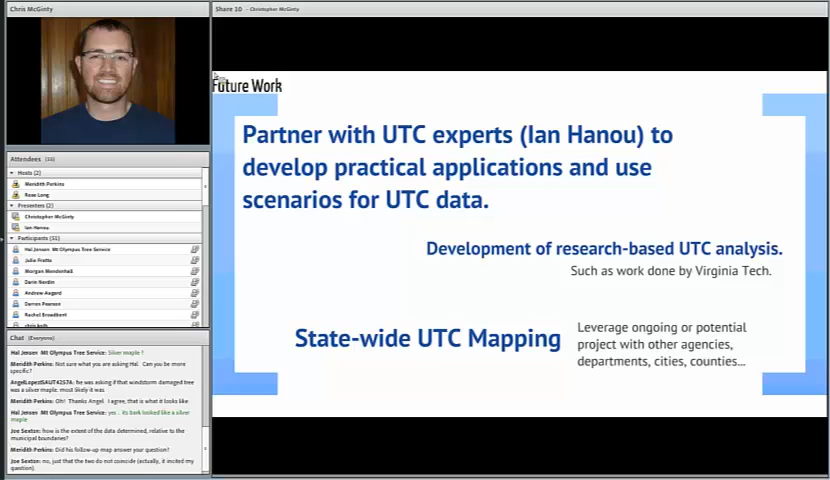 Chris McGinty
Share 10 - Christopher McGinty
Attendees
Hosts (2)
Meridith Perkins
Rose Long
Presenters (2)
Christopher McGinty
Ian Hanou
Participants (51)
Hal Jensen Mt Olympus Tree Service
Julie Fratto
Morgan Mendenhall
Darin Nerdin
Andrew Asgard
Darren Pearson
Rachel Broadbent
Chat (Everyone)
Hal Jensen Mt Olympus Tree Service: Silver maple ?
Meridith Perkins: Not sure what you are asking Hal. Can you be more
specific?
he was asking if that windstorm damaged tree
was a silver maple. most likely it was
Meridith Perkins: Oh! Thanks Angel. I agree, that is what it looks like
Hal Jensen Mt Olympus Tree Service: yes .. its bark looked like a silver
maple
Joe Sexton: how is the extent of the data determined, relative to the
municipal boundaries?
Meridith Perkins: Did his follow-up map answer your question?
Joe Sexton: no, just that the two do not coincide (actually, it incited my
question).
Future Work
Partner with UTC experts (Ian Hanou) to
develop practical applications and use
scenarios for UTC data.
Development of research-based UTC analysis.
Such as work done by Virginia Tech.
State-wide UTC Mapping
Leverage ongoing or potential
project with other agencies,
departments, cities, counties...